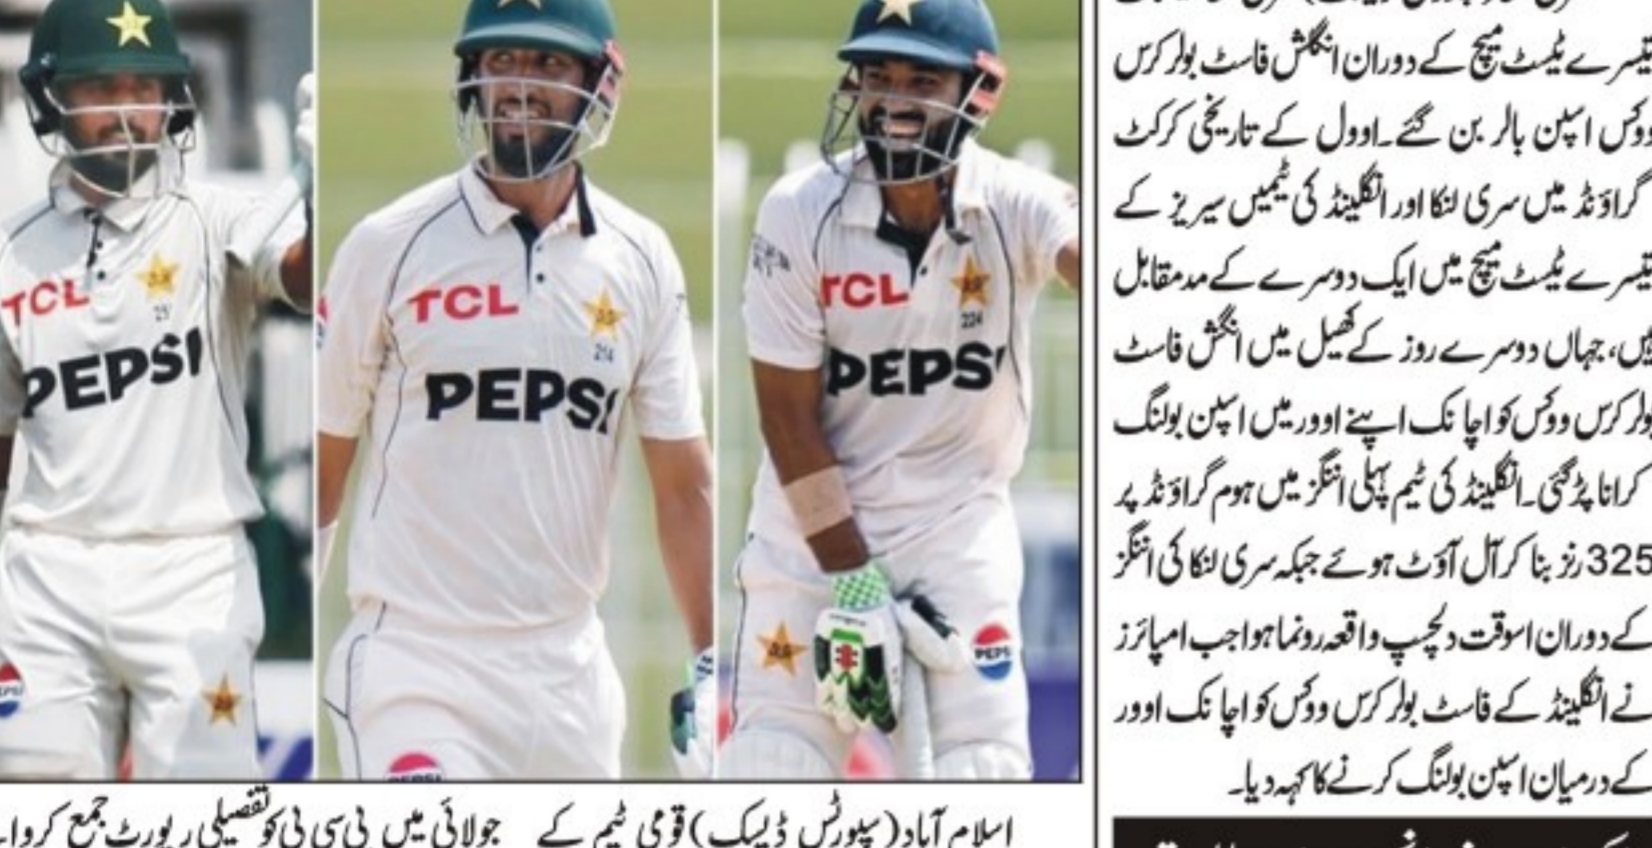 TCL
PEPSI
TCL
214
PEPSI
TCL
224
PEPSI
PEPSI
PEPSI
PEPSI
تیسرے ٹیسٹ میچ کے دوران انگلش فاسٹ بولر کرس
ووکس اسپن بالر بن گئے۔ اوول کے تاریخی کرکٹ
گراؤنڈ میں سری لنکا اور انگلینڈ کی ٹیمیں سیریز کے
تیسرے ٹیسٹ میچ میں ایک دوسرے کے مدمقابل
ہیں، جہاں دوسرے روز کے کھیل میں انگلش فاسٹ
بولر کرس ووکس کو اچانک اپنے اوور میں اسپن بولنگ
کرانا پڑگئی۔ انگلینڈ کی ٹیم پہلی اننگز میں ہوم گراؤنڈ پر
325 رنز بنا کر آل آؤٹ ہوئے جبکہ سری لنکا کی اننگز
کے دوران اسوقت دلچسپ واقعہ رونما ہوا جب امپائرز
نے انگلینڈ کے فاسٹ بولر کرس ووکس کو اچانک اوور
کے درمیان اسپن بولنگ کرنے کا کہہ دیا۔
اسلام آباد (سپورٹس ڈیسک) قومی ٹیم کے
جولائی میں پی سی بی کو تفصیلی رپورٹ جمع کروا